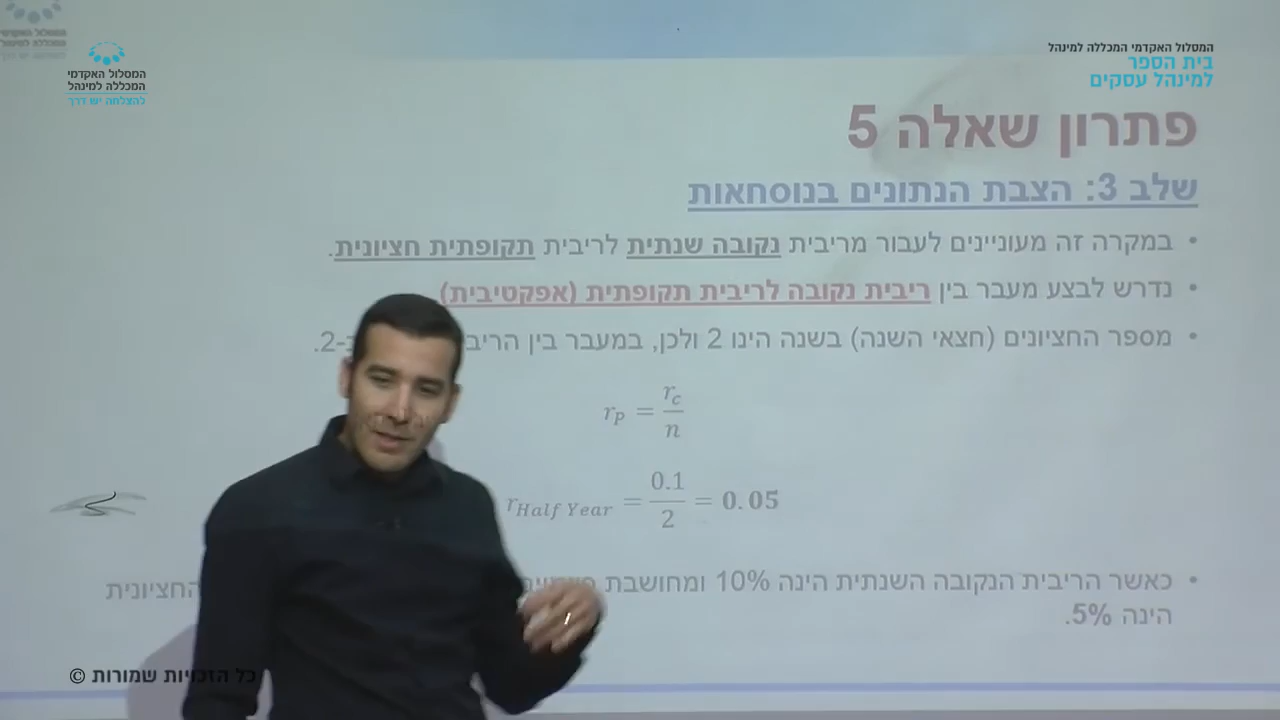 המסלול האקדמי המכללה למינהל
בית הספר
למינהל עסקים
המסלול האקדמי
המכללה למינהל
להצלחה יש דרך
פתרון שאלה 5
שלב 3: הצבת הנתונים בנוסחאות
• במקרה זה מעוניינים לעבור מריבית נקובה שנתית לריבית תקופתית חציונית.
• נדרש לבצע מעבר בין ריבית נקובה לריבית תקופתית (אפקטיבית)
• מספר החציונים (חצאי השנה) בשנה הינו 2 ולכן, במעבר בין הריב ב-2.
r_P = r_c / n
r_Half Year = 0.1 / 2 = 0.05
• כאשר הריבית הנקובה השנתית הינה 10% ומחושבת החציונית
הינה 5%.
כל הזכויות שמורות ©